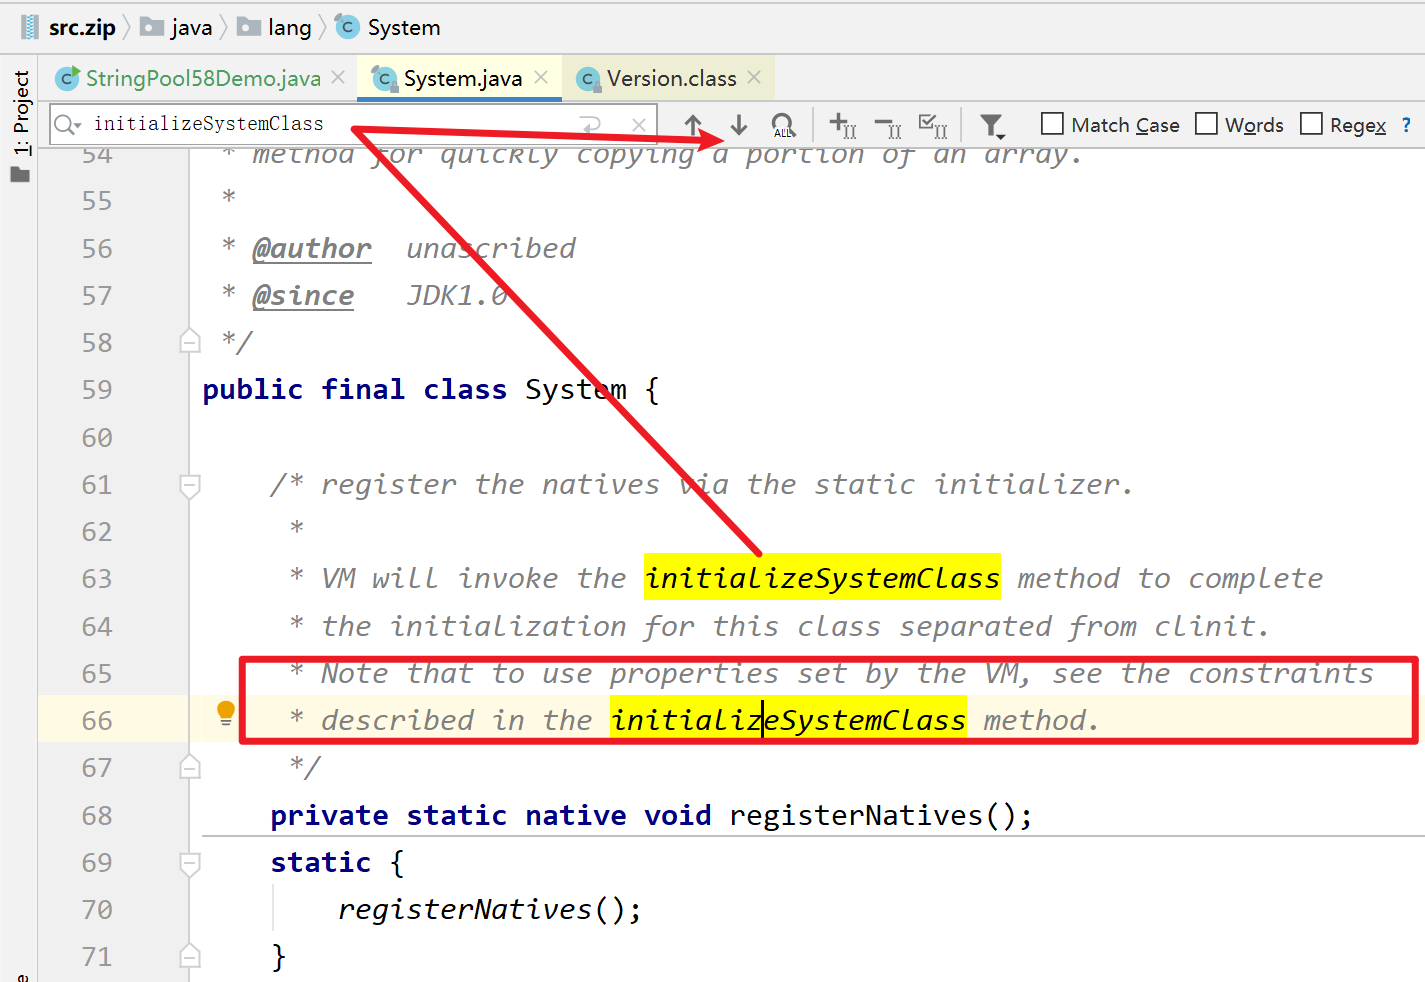 src.zip java lang System
1: Project
StringPool58Demo.java System.java Version.class
initializeSystemClass Match Case Words Regex ?
54 * method for quickly copying a portion of an array.
55 *
56 * @author unascribed
57 * @since JDK1.0
58 */
59 public final class System {
60
61 /* register the natives via the static initializer.
62 *
63 * VM will invoke the initializeSystemClass method to complete
64 * the initialization for this class separated from clinit.
65 * Note that to use properties set by the VM, see the constraints
66 * described in the initializeSystemClass method.
67 */
68 private static native void registerNatives();
69 static {
70 registerNatives();
71 }